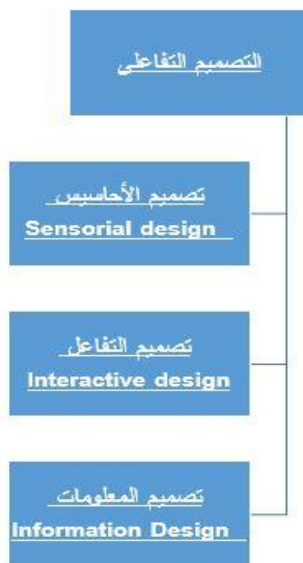 التصميم التفاعلي
تصميم الأحاسيس
Sensorial design
تصميم التفاعل
Interactive design
تصميم المعلومات
Information Design